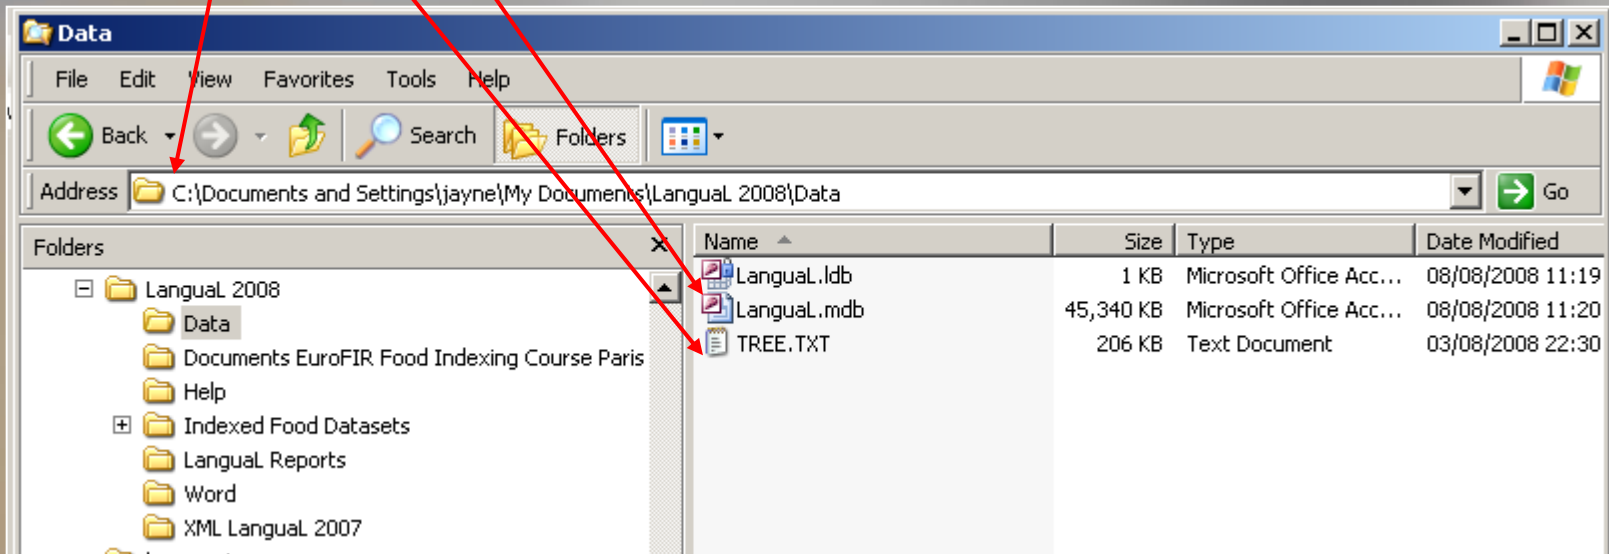 Data
File Edit View Favorites Tools Help
Back Search Folders
Address C:\Documents and Settings\jayne\My Documents\LanguaL 2008\Data Go
Folders
LanguaL 2008
Data
Documents EuroFIR Food Indexing Course Paris
Help
Indexed Food Datasets
LanguaL Reports
Word
XML LanguaL 2007
Name Size Type Date Modified
LanguaL.ldb 1 KB Microsoft Office Acc... 08/08/2008 11:19
LanguaL.mdb 45,340 KB Microsoft Office Acc... 08/08/2008 11:20
TREE.TXT 206 KB Text Document 03/08/2008 22:30